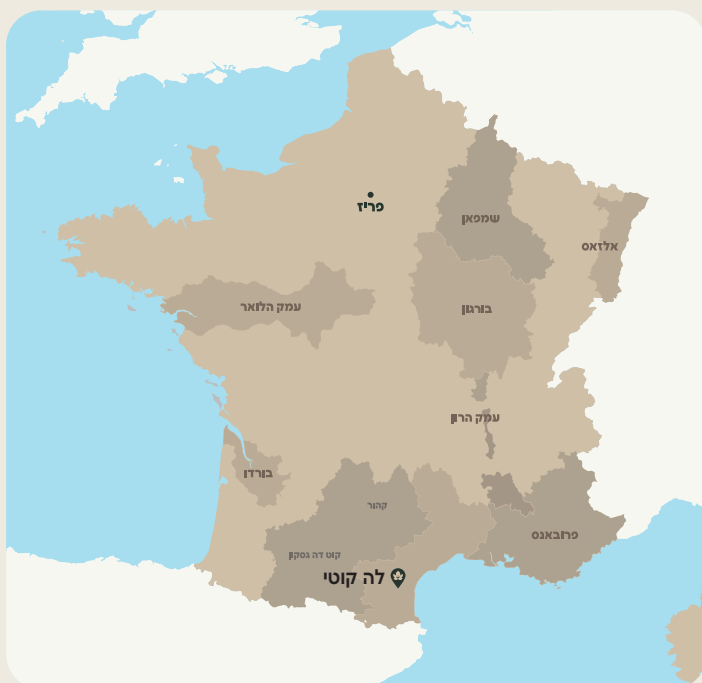 פריז
שמפאן
אלזאס
עמק הלואר
בורגון
עמק הרון
בורדו
קהור
פרובאנס
קוט דה גסקון
לה קוטי